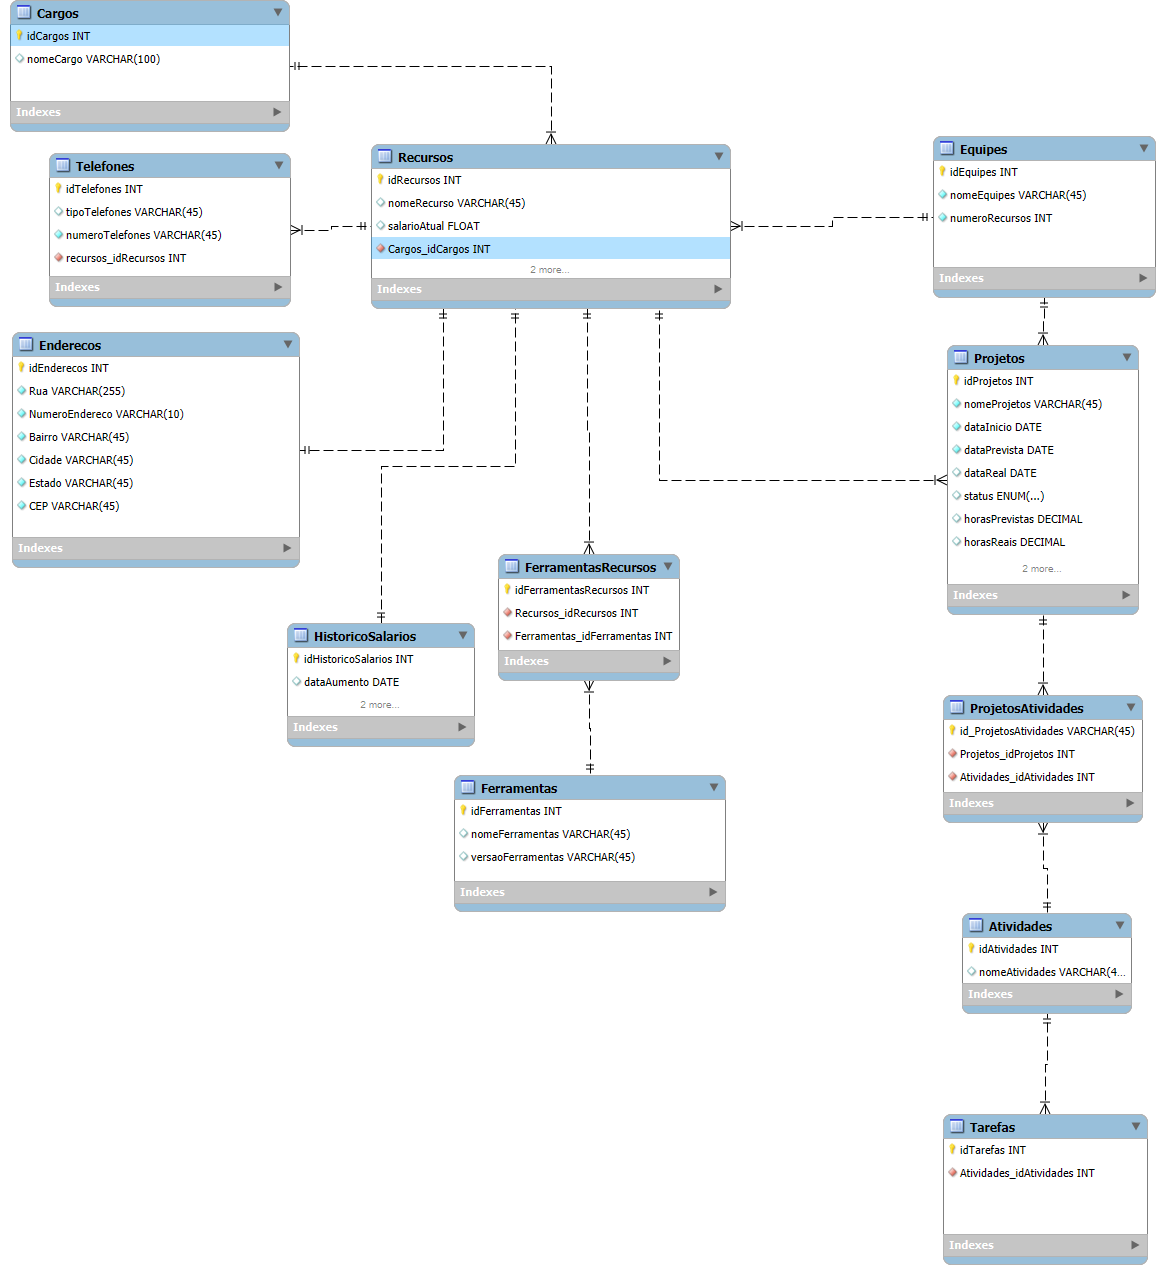 Cargos
idCargos INT
nomeCargo VARCHAR(100)
Indexes
Telefones
idTelefones INT
tipoTelefones VARCHAR(45)
numeroTelefones VARCHAR(45)
recursos_idRecursos INT
Indexes
Recursos
idRecursos INT
nomeRecurso VARCHAR(45)
salarioAtual FLOAT
Cargos_idCargos INT
2 more...
Indexes
Equipes
idEquipes INT
nomeEquipes VARCHAR(45)
numeroRecursos INT
Indexes
Enderecos
idEnderecos INT
Rua VARCHAR(255)
NumeroEndereco VARCHAR(10)
Bairro VARCHAR(45)
Cidade VARCHAR(45)
Estado VARCHAR(45)
CEP VARCHAR(45)
Indexes
Projetos
idProjetos INT
nomeProjetos VARCHAR(45)
dataInicio DATE
dataPrevista DATE
dataReal DATE
status ENUM(...)
horasPrevistas DECIMAL
horasReais DECIMAL
2 more...
Indexes
FerramentasRecursos
idFerramentasRecursos INT
Recursos_idRecursos INT
Ferramentas_idFerramentas INT
Indexes
HistoricoSalarios
idHistoricoSalarios INT
dataAumento DATE
2 more...
Indexes
ProjetosAtividades
id_ProjetosAtividades VARCHAR(45)
Projetos_idProjetos INT
Atividades_idAtividades INT
Indexes
Ferramentas
idFerramentas INT
nomeFerramentas VARCHAR(45)
versaoFerramentas VARCHAR(45)
Indexes
Atividades
idAtividades INT
nomeAtividades VARCHAR(4...
Indexes
Tarefas
idTarefas INT
Atividades_idAtividades INT
Indexes